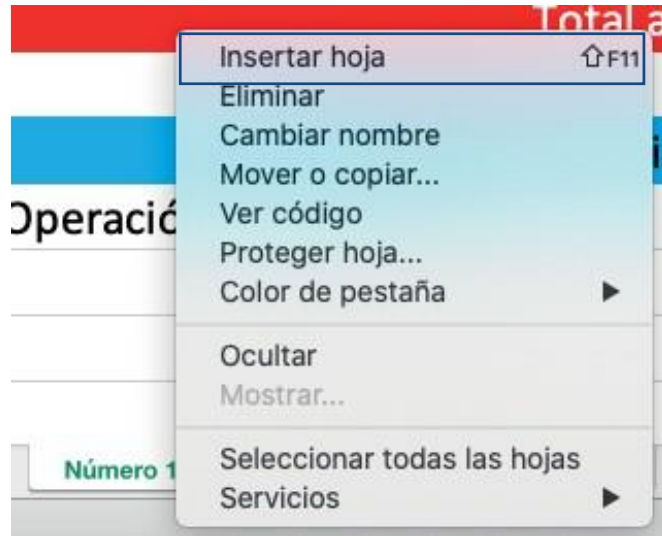 Total a
Insertar hoja ⇧F11
Eliminar
Cambiar nombre
Mover o copiar...
Operació
Ver código
Proteger hoja...
Color de pestaña ▶
Ocultar
Mostrar...
Número 1
Seleccionar todas las hojas
Servicios ▶